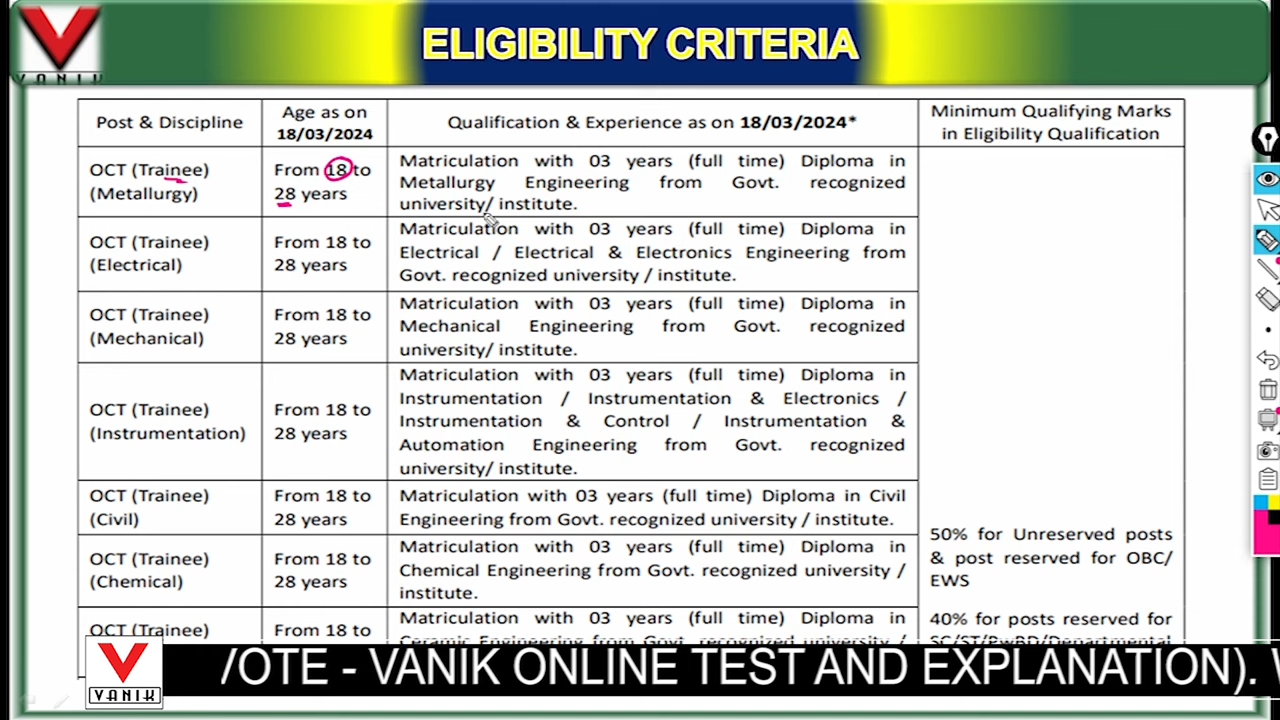 VANIK
ELIGIBILITY CRITERIA
Post & Discipline
Age as on
18/03/2024
Qualification & Experience as on 18/03/2024*
Minimum Qualifying Marks
in Eligibility Qualification
OCT (Trainee)
(Metallurgy)
From 18 to
28 years
Matriculation with 03 years (full time) Diploma in
Metallurgy Engineering from Govt. recognized
university/ institute.
OCT (Trainee)
(Electrical)
From 18 to
28 years
Matriculation with 03 years (full time) Diploma in
Electrical / Electrical & Electronics Engineering from
Govt. recognized university / institute.
OCT (Trainee)
(Mechanical)
From 18 to
28 years
Matriculation with 03 years (full time) Diploma in
Mechanical Engineering from Govt. recognized
university/ institute.
OCT (Trainee)
(Instrumentation)
From 18 to
28 years
Matriculation with 03 years (full time) Diploma in
Instrumentation / Instrumentation & Electronics /
Instrumentation & Control / Instrumentation &
Automation Engineering from Govt. recognized
university/ institute.
OCT (Trainee)
(Civil)
From 18 to
28 years
Matriculation with 03 years (full time) Diploma in Civil
Engineering from Govt. recognized university / institute.
OCT (Trainee)
(Chemical)
From 18 to
28 years
Matriculation with 03 years (full time) Diploma in
Chemical Engineering from Govt. recognized university /
institute.
OCT (Trainee)
From 18 to
Matriculation with 03 years (full time) Diploma in
Ceramic Engineering from Govt. recognized university /
50% for Unreserved posts
& post reserved for OBC/
EWS
40% for posts reserved for
SC/ST/PwBD/Departmental
VANIK
/OTE - VANIK ONLINE TEST AND EXPLANATION).